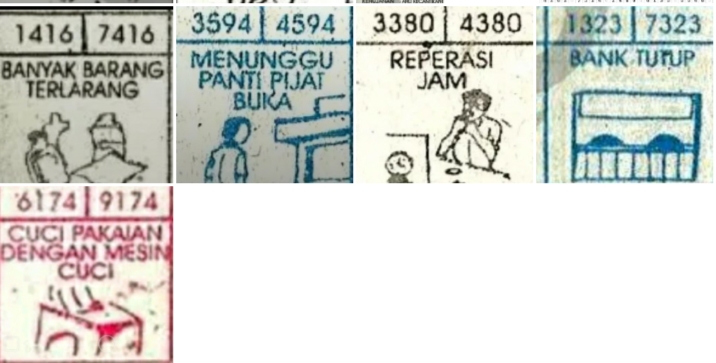 1416 7416
BANYAK BARANG
TERLARANG
3594 4594
MENUNGGU
PANTI PIJAT
BUKA
3380 4380
REPERASI
JAM
1323 7323
BANK TUTUP
6174 9174
CUCI PAKAIAN
DENGAN MESIN
CUCI